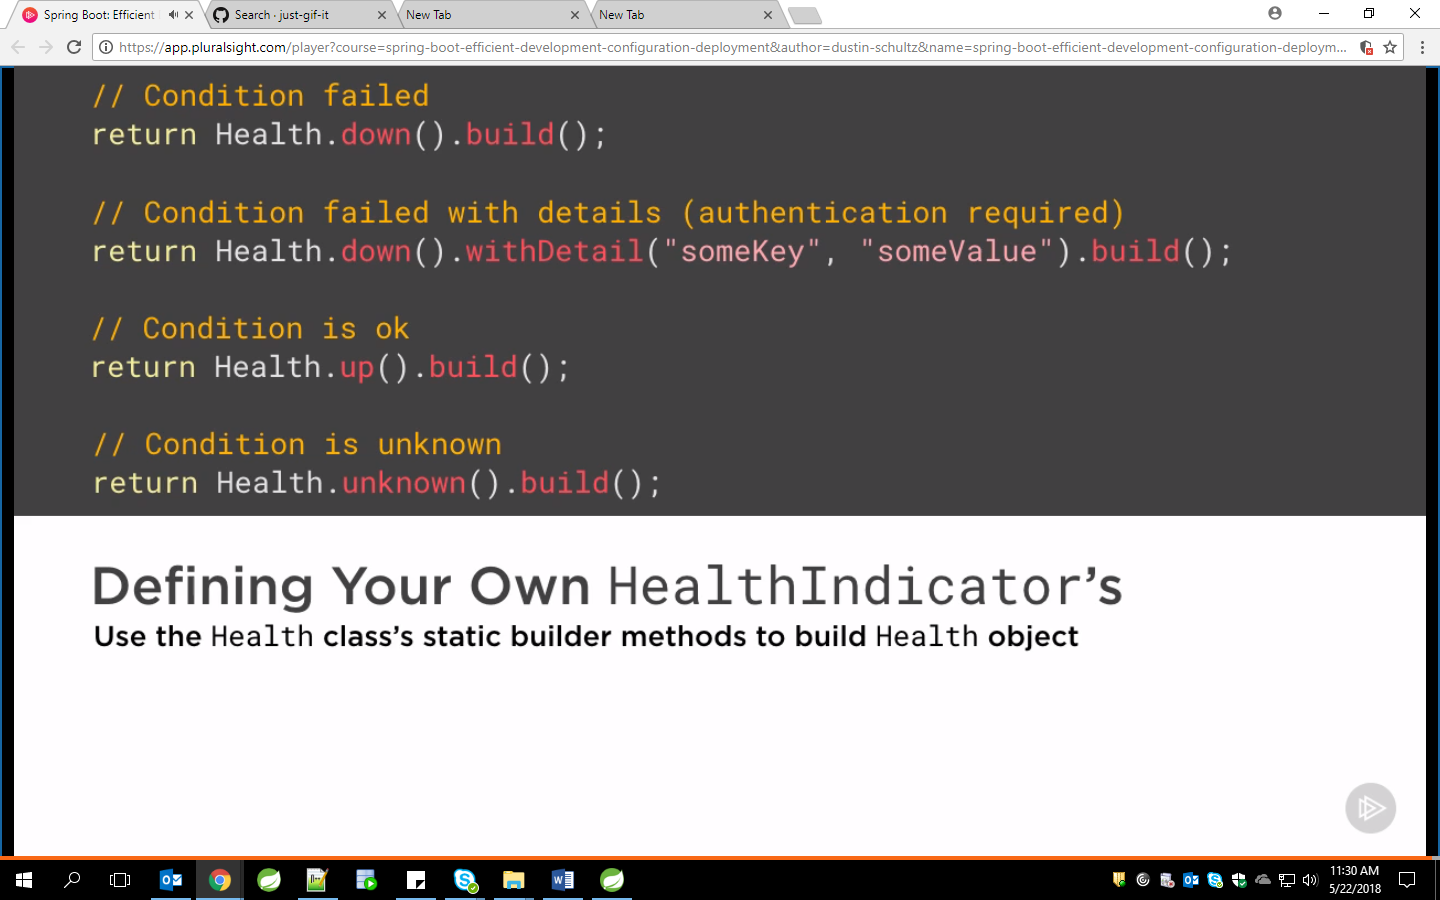 Spring Boot: Efficient
Search · just-gif-it
New Tab
New Tab
https://app.pluralsight.com/player?course=spring-boot-efficient-development-configuration-deployment&author=dustin-schultz&name=spring-boot-efficient-development-configuration-deploym...
// Condition failed
return Health.down().build();
// Condition failed with details (authentication required)
return Health.down().withDetail("someKey", "someValue").build();
// Condition is ok
return Health.up().build();
// Condition is unknown
return Health.unknown().build();
Defining Your Own HealthIndicator’s
Use the Health class’s static builder methods to build Health object
11:30 AM
5/22/2018